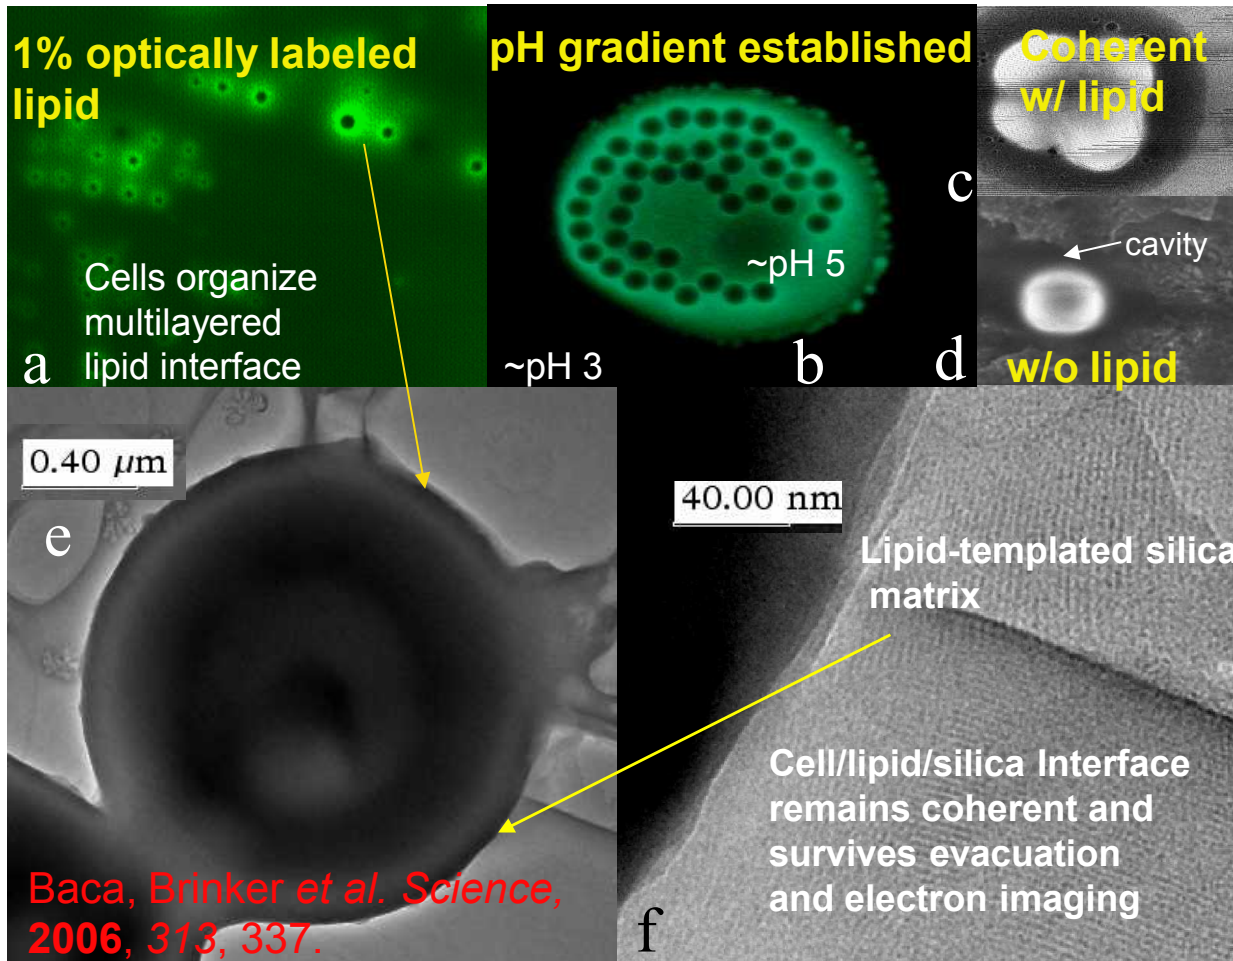 1% optically labeled
lipid
Cells organize
multilayered
lipid interface
a
pH gradient established
~pH 5
~pH 3
b
Coherent
w/ lipid
c
cavity
d
w/o lipid
0.40 µm
e
Baca, Brinker et al. Science,
2006, 313, 337.
40.00 nm
Lipid-templated silica
matrix
Cell/lipid/silica Interface
remains coherent and
survives evacuation
and electron imaging
f